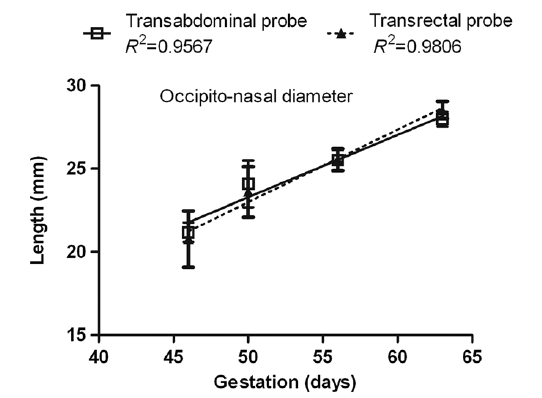 Transabdominal probe
R²=0.9567
Transrectal probe
R²=0.9806
Occipito-nasal diameter
Length (mm)
30
25
20
15
40
45
50
55
60
65
Gestation (days)